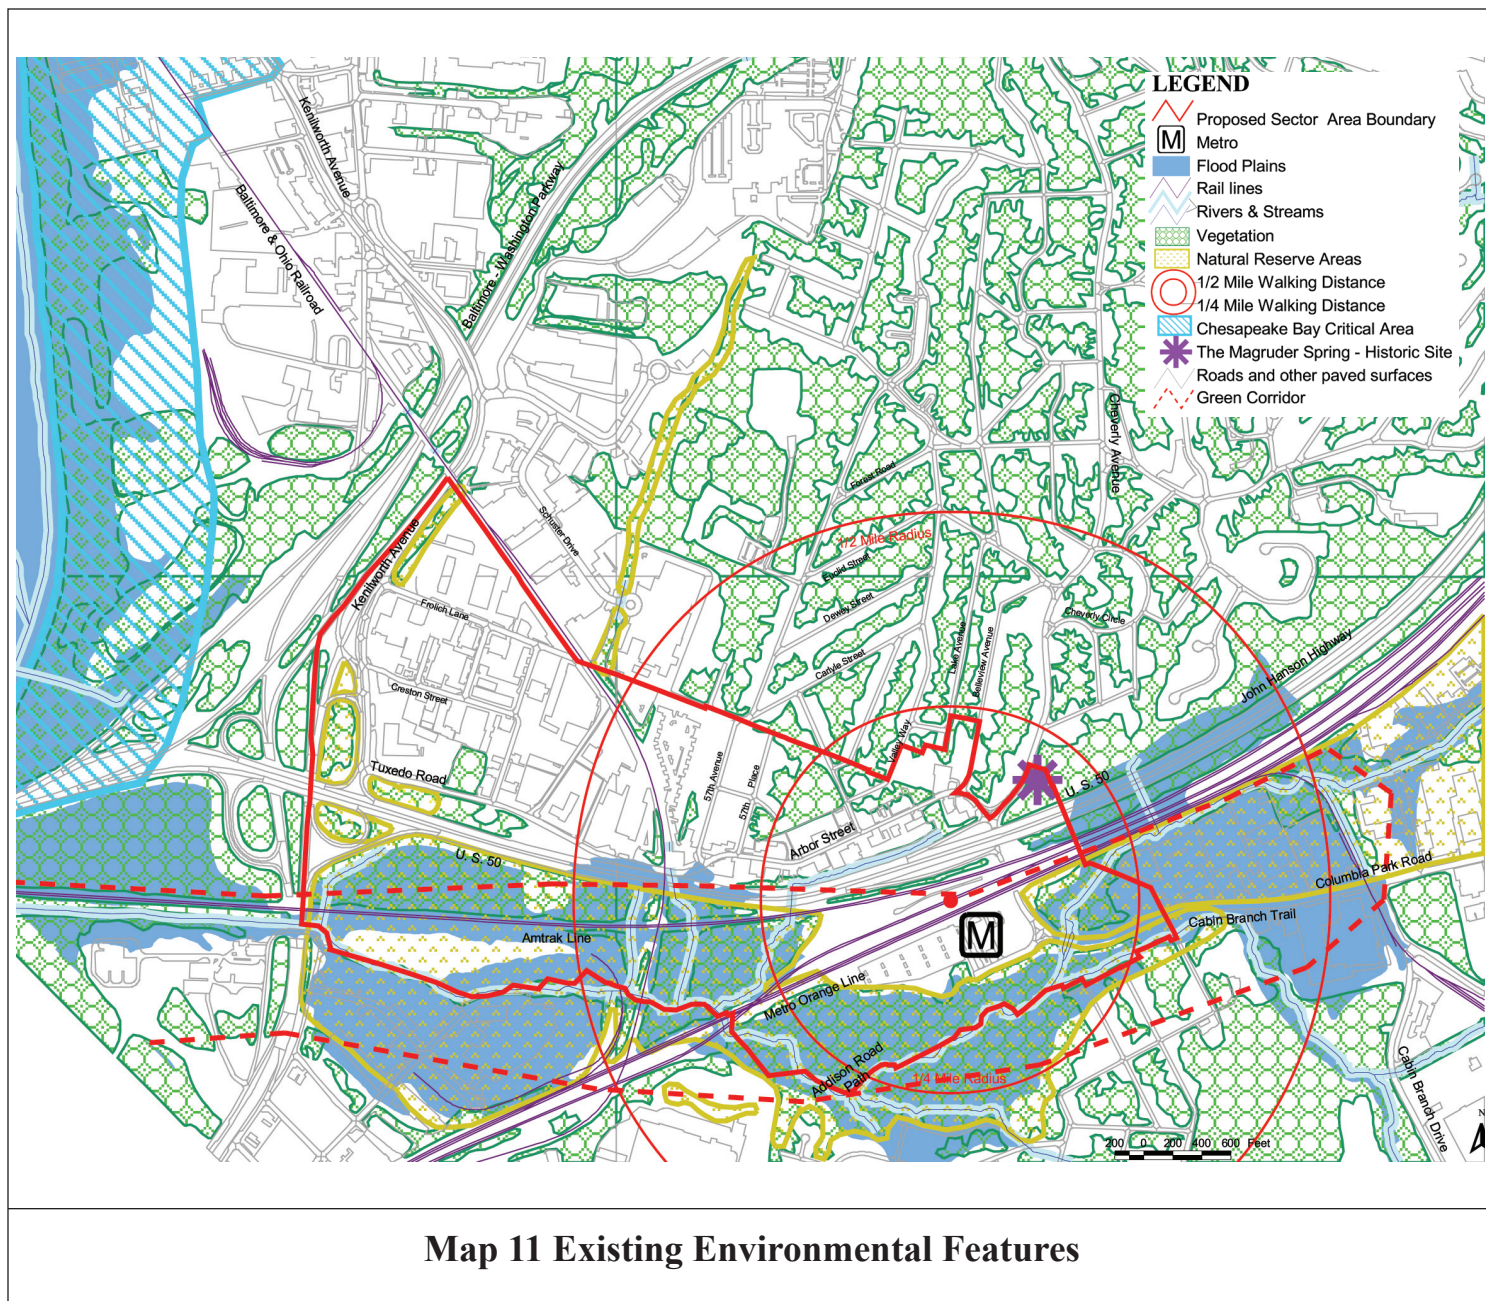 LEGEND
Proposed Sector Area Boundary
M Metro
Flood Plains
Rail lines
Rivers & Streams
Vegetation
Natural Reserve Areas
1/2 Mile Walking Distance
1/4 Mile Walking Distance
Chesapeake Bay Critical Area
The Magruder Spring - Historic Site
Roads and other paved surfaces
Green Corridor
Kenilworth Avenue
Baltimore & Ohio Railroad
Baltimore - Washington Parkway
Cheverly Avenue
Forest Road
Schuster Drive
1/2 Mile Radius
Euclid Street
Kenilworth Avenue
Frolich Lane
Dewey Street
Cheverly Circle
Lake Avenue
Belleview Avenue
Carlyle Street
John Hanson Highway
Creston Street
Valley Way
Tuxedo Road
57th Avenue
57th Place
U. S. 50
Arbor Street
U. S. 50
Columbia Park Road
Cabin Branch Trail
M
Amtrak Line
Metro Orange Line
Addison Road
Path
1/4 Mile Radius
Cabin Branch Drive
N
200 0 200 400 600 Feet
Map 11 Existing Environmental Features